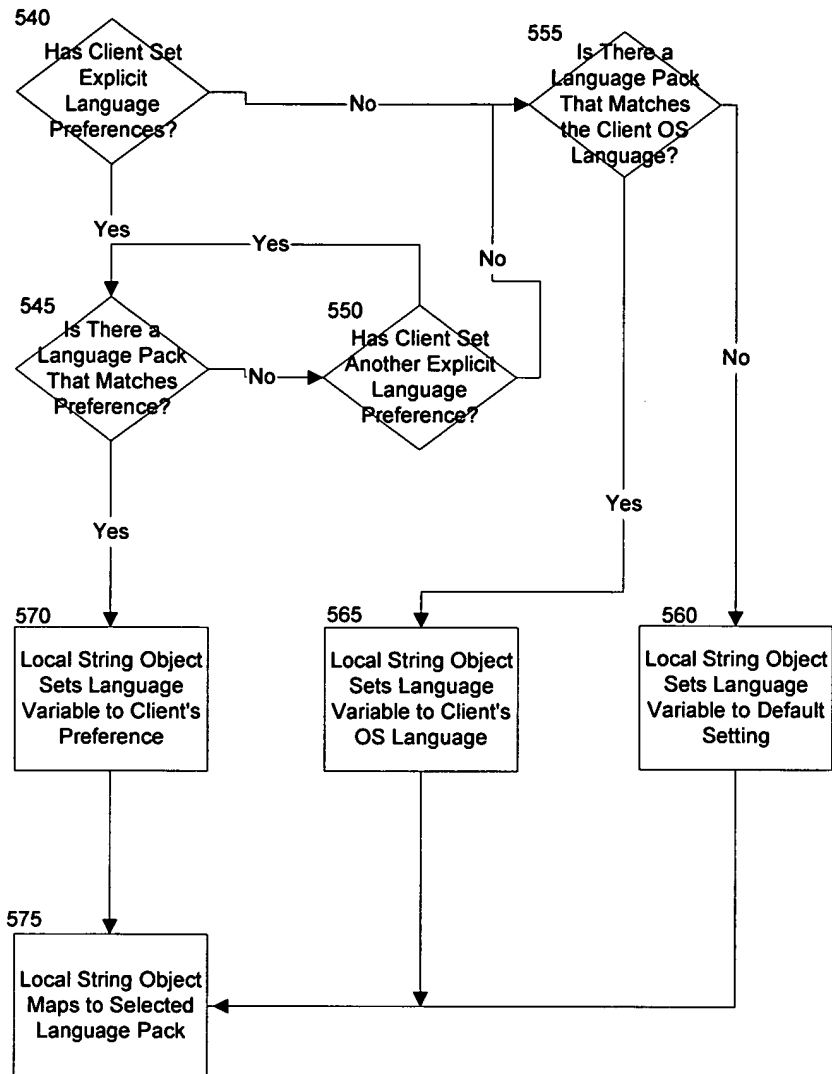 540
Has Client Set
Explicit
Language
Preferences?
No
555
Is There a
Language Pack
That Matches
the Client OS
Language?
Yes
Yes
No
545
Is There a
Language Pack
That Matches
Preference?
No
550
Has Client Set
Another Explicit
Language
Preference?
No
Yes
Yes
570
Local String Object
Sets Language
Variable to Client's
Preference
565
Local String Object
Sets Language
Variable to Client's
OS Language
560
Local String Object
Sets Language
Variable to Default
Setting
575
Local String Object
Maps to Selected
Language Pack